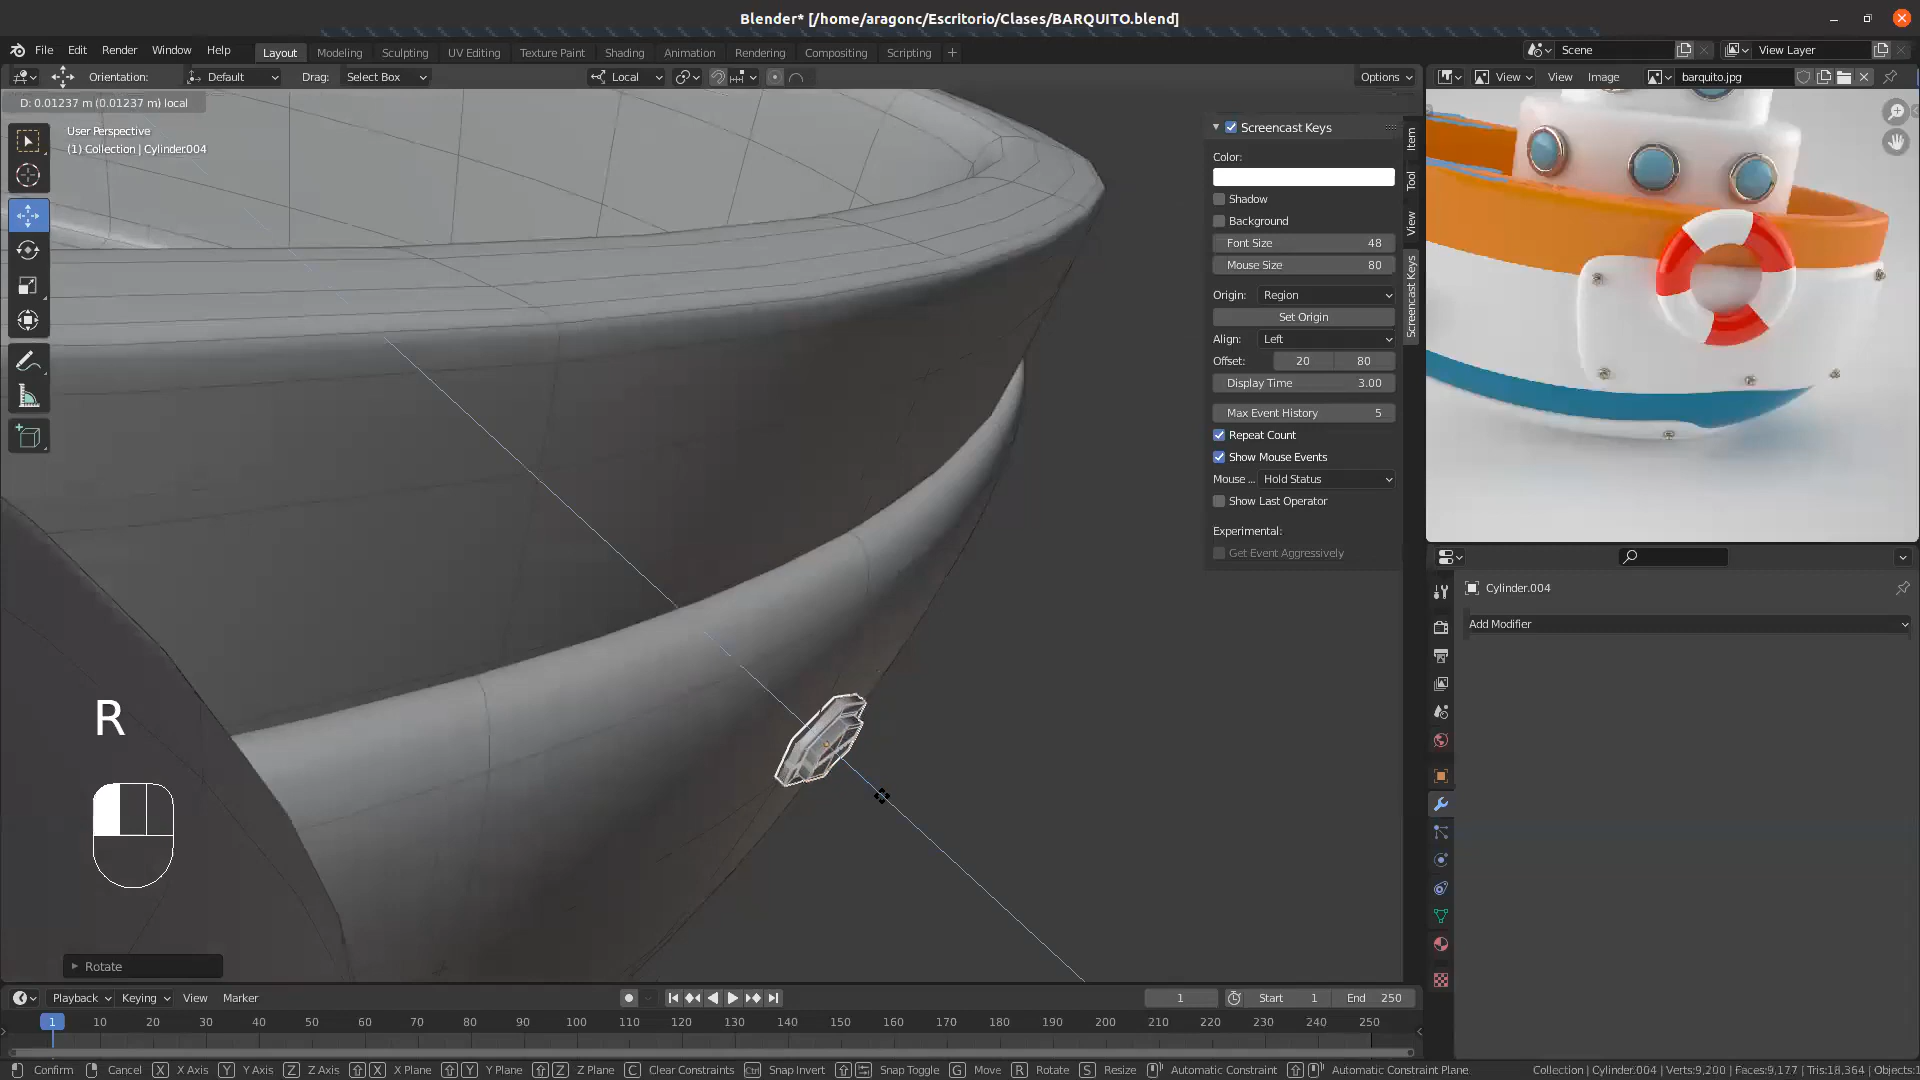 Blender* [/home/aragonc/Escritorio/Clases/BARQUITO.blend]
File Edit Render Window Help Layout Modeling Sculpting UV Editing Texture Paint Shading Animation Rendering Compositing Scripting + Scene View Layer
Orientation: Default Drag: Select Box Local Options View View Image barquito.jpg
D: 0.01237 m (0.01237 m) local
User Perspective
(1) Collection | Cylinder.004
Screencast Keys
Color:
Shadow
Background
Font Size 48
Mouse Size 80
Origin: Region
Set Origin
Align: Left
Offset: 20 80
Display Time 3.00
Max Event History 5
Repeat Count
Show Mouse Events
Mouse ... Hold Status
Show Last Operator
Experimental:
Get Event Aggressively
Item
Tool
View
Screencast Keys
Cylinder.004
Add Modifier
R
Rotate
Playback Keying View Marker 1 Start 1 End 250
1 10 20 30 40 50 60 70 80 90 100 110 120 130 140 150 160 170 180 190 200 210 220 230 240 250
Confirm Cancel X X Axis Y Y Axis Z Z Axis X X Plane Y Y Plane Z Z Plane C Clear Constraints Ctrl Snap Invert Snap Toggle G Move R Rotate S Resize Automatic Constraint Automatic Constraint Plane Collection | Cylinder.004 | Verts:9,200 | Faces:9,177 | Tris:18,364 | Objects:1